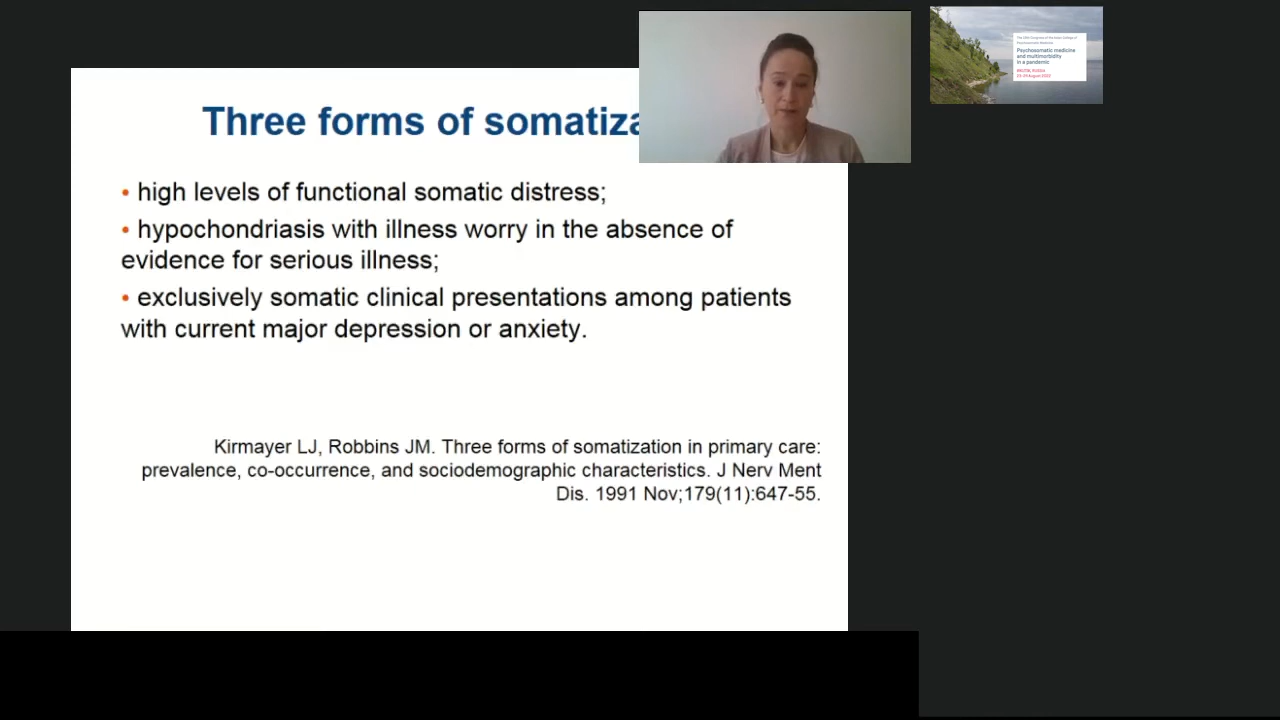 Three forms of
• high levels of functional somatic distress;
• hypochondriasis with illness worry in the absence of
evidence for serious illness;
• exclusively somatic clinical presentations among patients
with current major depression or anxiety.
Kirmayer LJ, Robbins JM. Three forms of somatization in primary care:
prevalence, co-occurrence, and sociodemographic characteristics. J Nerv Ment
Dis. 1991 Nov;179(11):647-55.
Psychosomatic medicine
and multimorbidity
in a pandemic